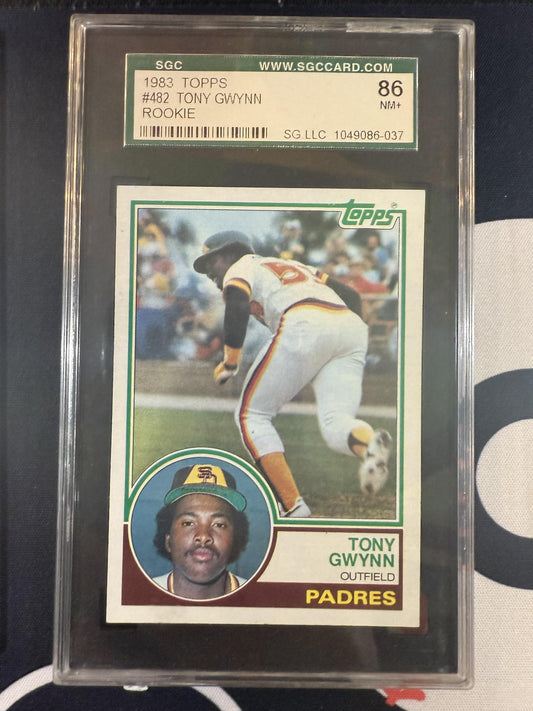 SGC WWW.SGCCARD.COM
1983 TOPPS 86
#482 TONY GWYNN NM+
ROOKIE
SG LLC 1049086-037
Topps
SD
TONY
GWYNN
OUTFIELD
PADRES